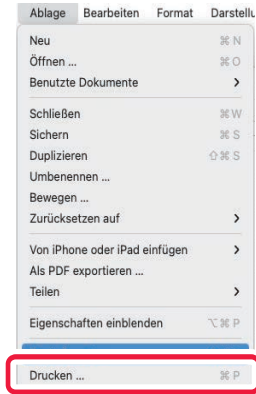 Ablage Bearbeiten Format Darstellu
Neu ⌘ N
Öffnen ... ⌘ O
Benutzte Dokumente >
Schließen ⌘ W
Sichern ⌘ S
Duplizieren ⇧ ⌘ S
Umbenennen ...
Bewegen ...
Zurücksetzen auf >
Von iPhone oder iPad einfügen >
Als PDF exportieren ...
Teilen >
Eigenschaften einblenden ⌥ ⌘ P
Drucken ... ⌘ P